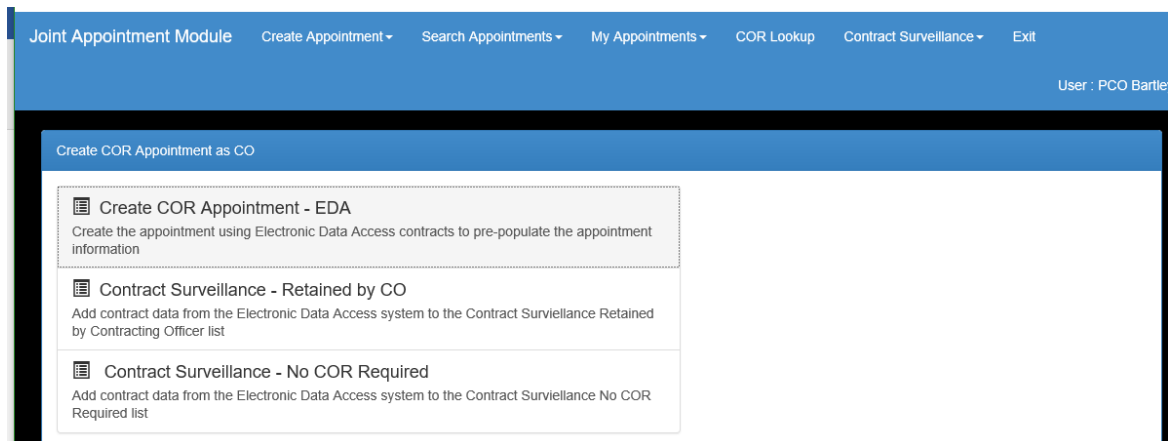 Joint Appointment Module Create Appointment Search Appointments My Appointments COR Lookup Contract Surveillance Exit
User : PCO Bartley
Create COR Appointment as CO
Create COR Appointment - EDA
Create the appointment using Electronic Data Access contracts to pre-populate the appointment
information
Contract Surveillance - Retained by CO
Add contract data from the Electronic Data Access system to the Contract Surviellance Retained
by Contracting Officer list
Contract Surveillance - No COR Required
Add contract data from the Electronic Data Access system to the Contract Surviellance No COR
Required list